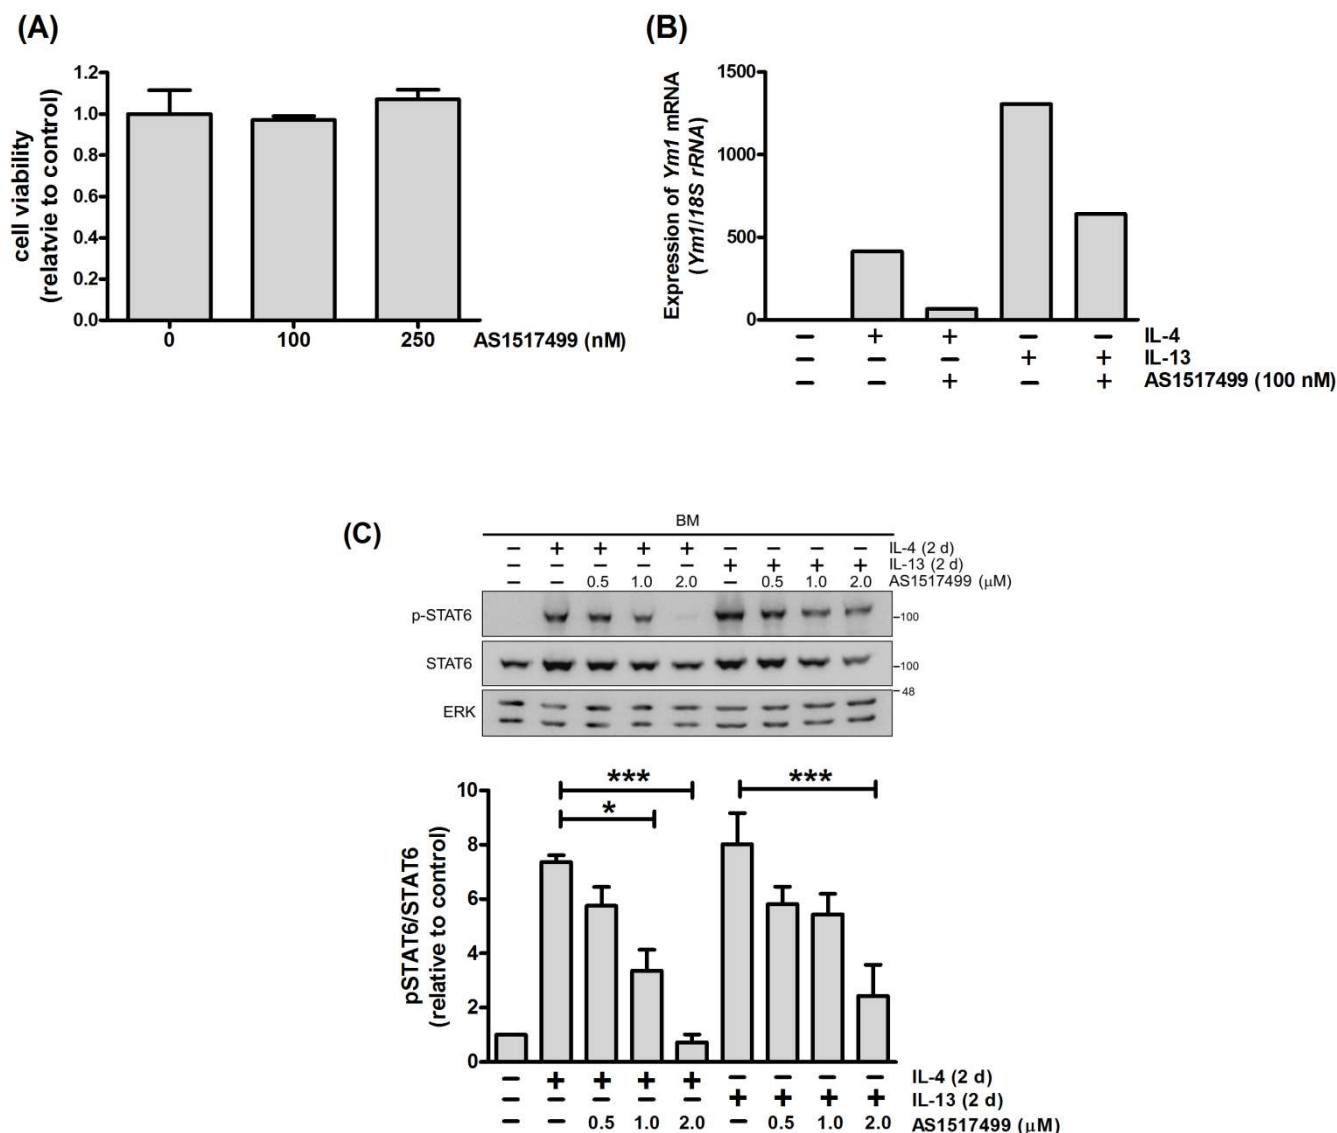 (A)
cell viability
(relatvie to control)
1.2
1.0
0.8
0.6
0.4
0.2
0.0
0 100 250 AS1517499 (nM)
(B)
Expression of Ym1 mRNA
(Ym1/18S rRNA)
1500
1000
500
0
– + + – – IL-4
– – – + + IL-13
– – + – + AS1517499 (100 nM)
(C)
BM
– + + + + – – – – IL-4 (2 d)
– – – – – + + + + IL-13 (2 d)
– – 0.5 1.0 2.0 – 0.5 1.0 2.0 AS1517499 (μM)
p-STAT6 –100
STAT6 –100
–48
ERK
pSTAT6/STAT6
(relative to control)
10
8
6
4
2
0
*** ***
*
– + + + + – – – – IL-4 (2 d)
– – – – – + + + + IL-13 (2 d)
– – 0.5 1.0 2.0 – 0.5 1.0 2.0 AS1517499 (μM)